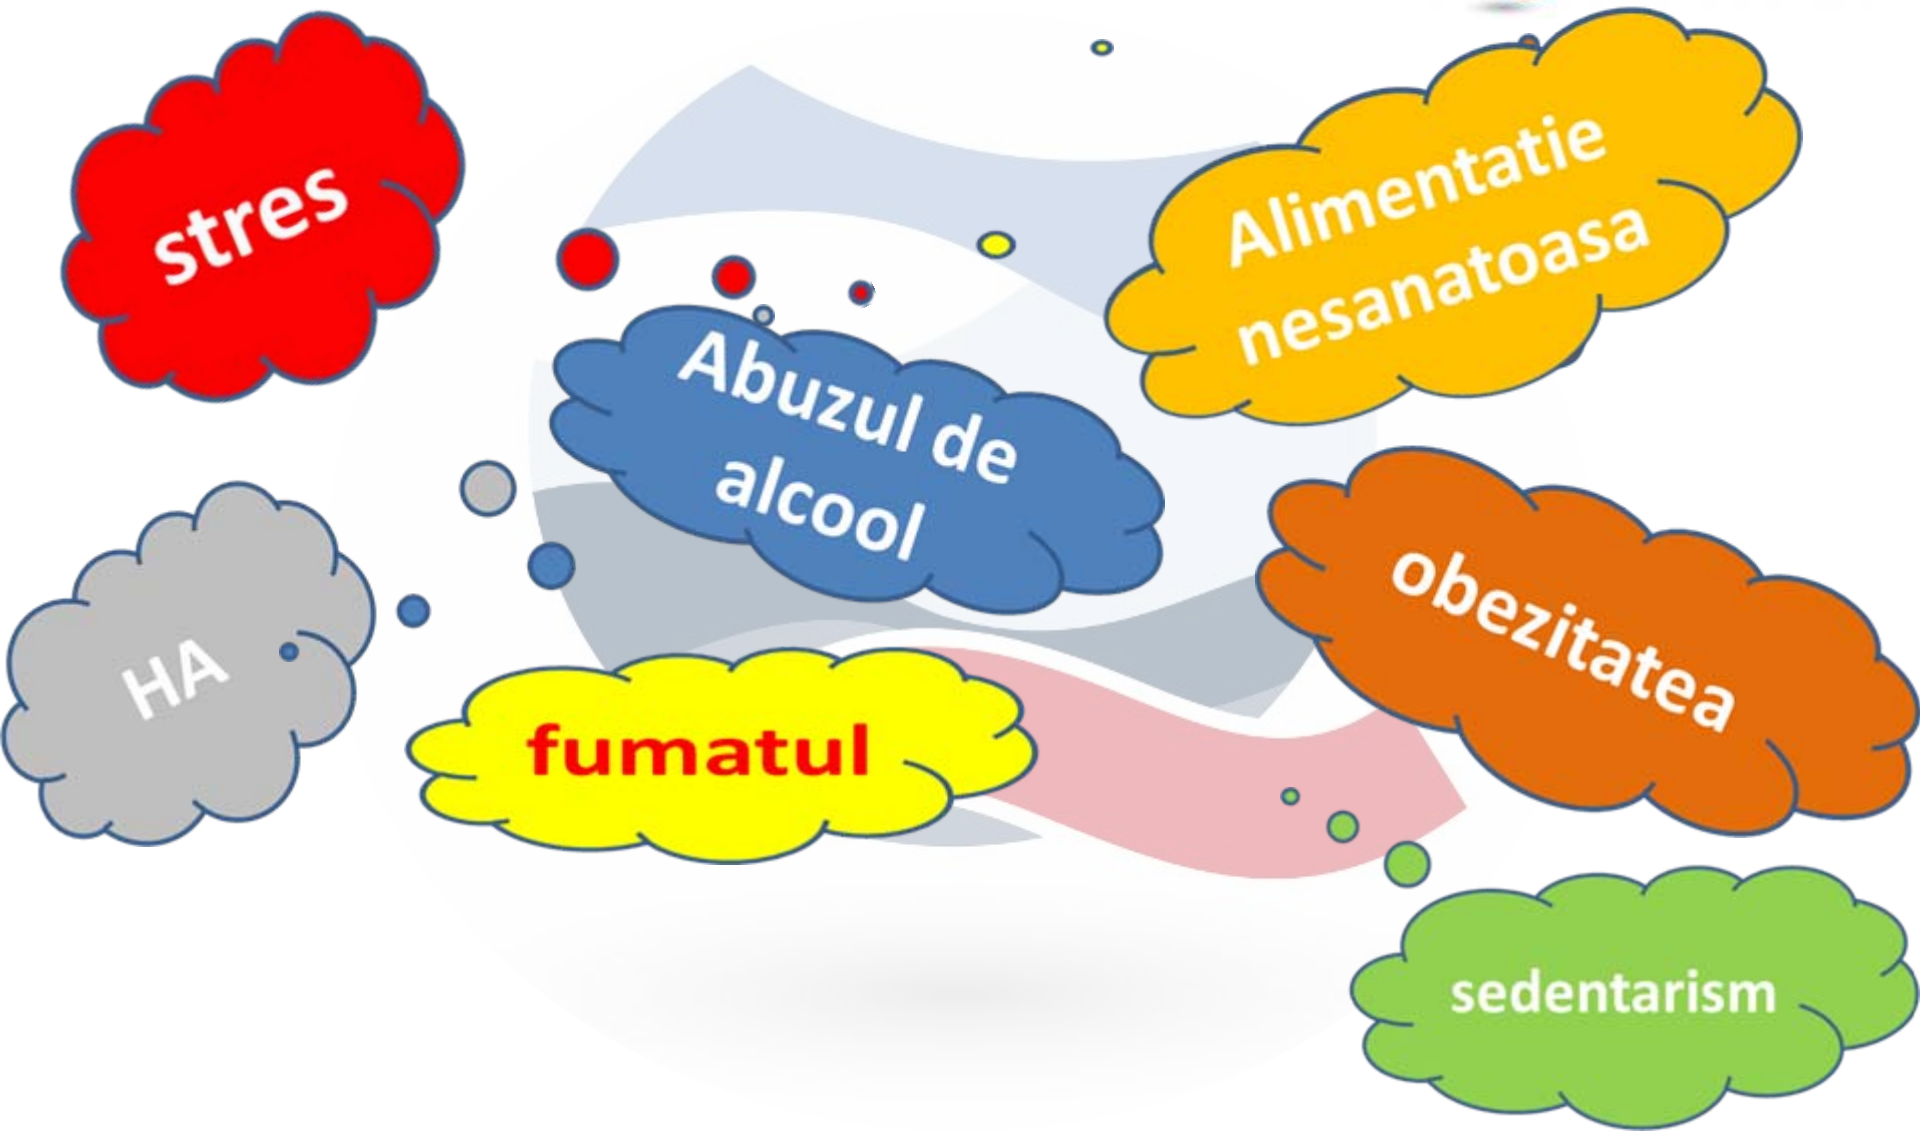 stres
Alimentatie
nesanatoasa
Abuzul de
alcool
obezitatea
HA
fumatul
sedentarism